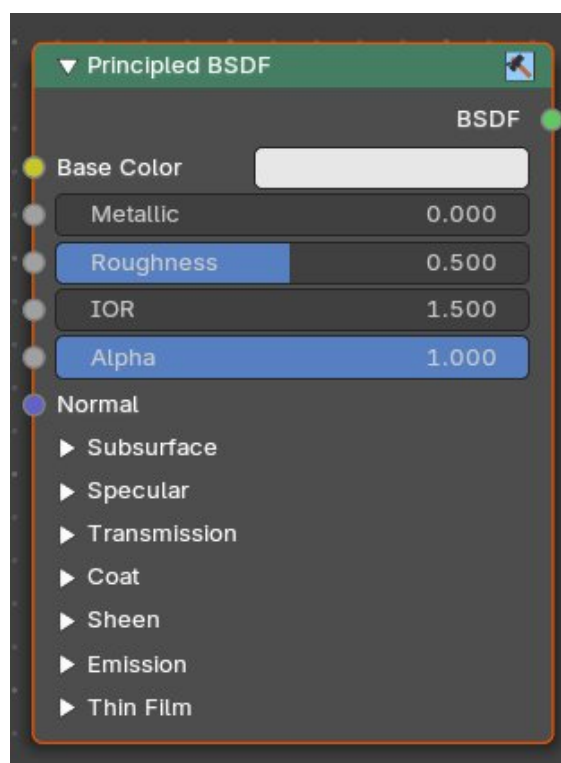 Principled BSDF
BSDF
Base Color
Metallic 0.000
Roughness 0.500
IOR 1.500
Alpha 1.000
Normal
Subsurface
Specular
Transmission
Coat
Sheen
Emission
Thin Film